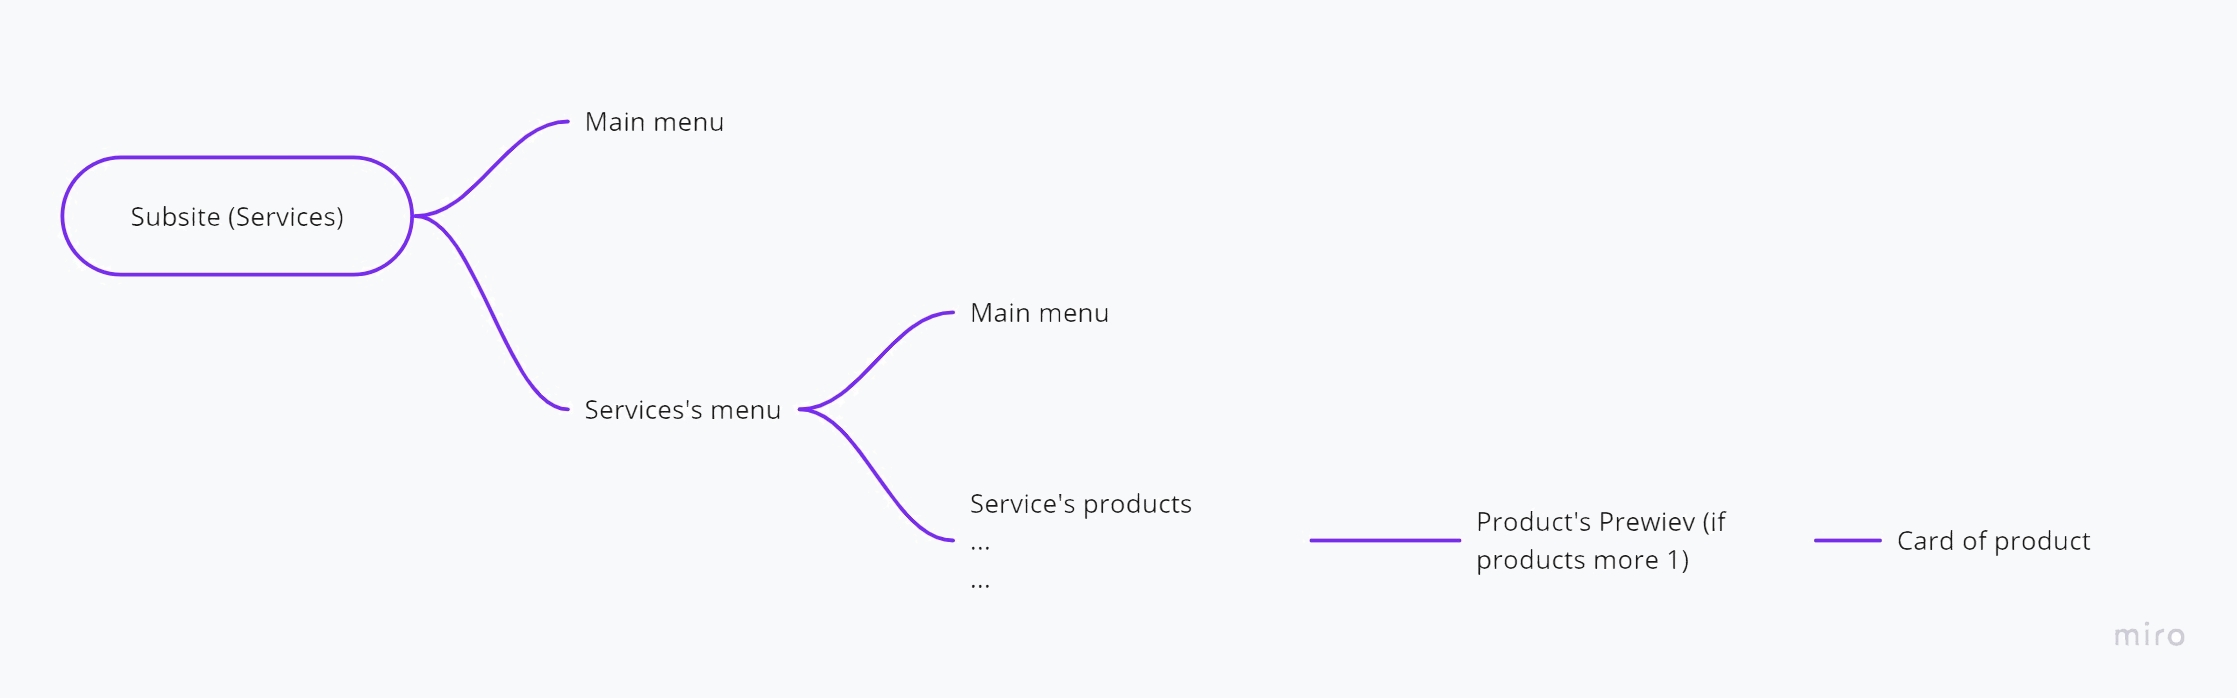 Main menu
Subsite (Services)
Main menu
Services's menu
Service's products
...
...
Product's Prewiev (if
products more 1)
Card of product
miro